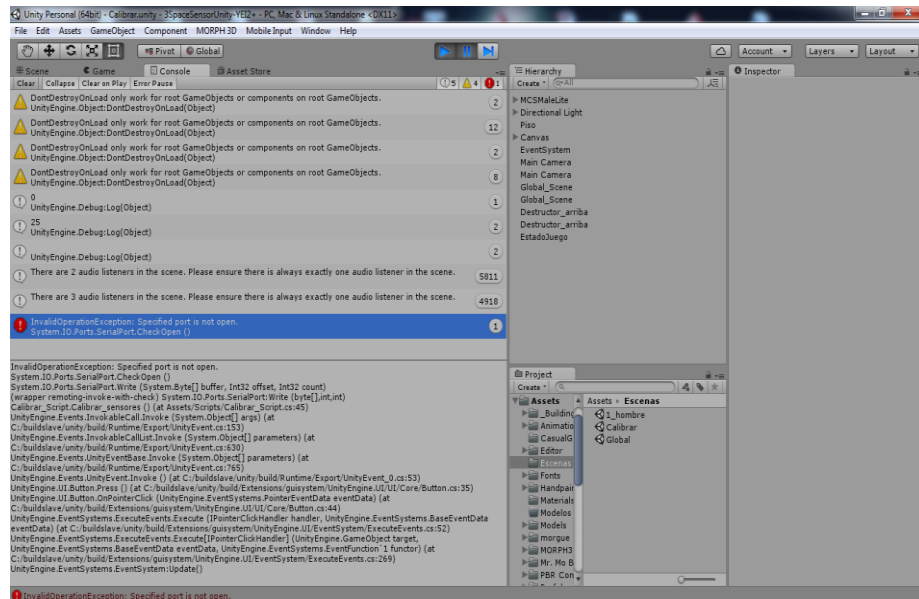 Unity Personal (64bit) - Calibrar.unity - 3SpaceSensorUnity-YEI2+ - PC, Mac & Linux Standalone <DX11>
File Edit Assets GameObject Component MORPH 3D Mobile Input Window Help
Pivot Global Account Layers Layout
Scene Game Console Asset Store
Clear Collapse Clear on Play Error Pause 5 4 1
DontDestroyOnLoad only work for root GameObjects or components on root GameObjects.
UnityEngine.Object:DontDestroyOnLoad(Object)
2
DontDestroyOnLoad only work for root GameObjects or components on root GameObjects.
UnityEngine.Object:DontDestroyOnLoad(Object)
12
DontDestroyOnLoad only work for root GameObjects or components on root GameObjects.
UnityEngine.Object:DontDestroyOnLoad(Object)
2
DontDestroyOnLoad only work for root GameObjects or components on root GameObjects.
UnityEngine.Object:DontDestroyOnLoad(Object)
8
0
UnityEngine.Debug:Log(Object)
1
25
UnityEngine.Debug:Log(Object)
2
UnityEngine.Debug:Log(Object)
2
There are 2 audio listeners in the scene. Please ensure there is always exactly one audio listener in the scene.
5811
There are 3 audio listeners in the scene. Please ensure there is always exactly one audio listener in the scene.
4918
InvalidOperationException: Specified port is not open.
System.IO.Ports.SerialPort.CheckOpen ()
1
InvalidOperationException: Specified port is not open.
System.IO.Ports.SerialPort.CheckOpen ()
System.IO.Ports.SerialPort.Write (System.Byte[] buffer, Int32 offset, Int32 count)
(wrapper remoting-invoke-with-check) System.IO.Ports.SerialPort:Write (byte[],int,int)
Calibrar_Script.Calibrar_sensores () (at Assets/Scripts/Calibrar_Script.cs:45)
UnityEngine.Events.InvokableCall.Invoke (System.Object[] args) (at
C:/buildslave/unity/build/Runtime/Export/UnityEvent.cs:153)
UnityEngine.Events.InvokableCallList.Invoke (System.Object[] parameters) (at
C:/buildslave/unity/build/Runtime/Export/UnityEvent.cs:630)
UnityEngine.Events.UnityEventBase.Invoke (System.Object[] parameters) (at
C:/buildslave/unity/build/Runtime/Export/UnityEvent.cs:765)
UnityEngine.Events.UnityEvent.Invoke () (at C:/buildslave/unity/build/Runtime/Export/UnityEvent_0.cs:53)
UnityEngine.UI.Button.Press () (at C:/buildslave/unity/build/Extensions/guisystem/UnityEngine.UI/UI/Core/Button.cs:35)
UnityEngine.UI.Button.OnPointerClick (UnityEngine.EventSystems.PointerEventData eventData) (at
C:/buildslave/unity/build/Extensions/guisystem/UnityEngine.UI/UI/Core/Button.cs:44)
UnityEngine.EventSystems.ExecuteEvents.Execute (IPointerClickHandler handler, UnityEngine.EventSystems.BaseEventData
eventData) (at C:/buildslave/unity/build/Extensions/guisystem/UnityEngine.UI/EventSystem/ExecuteEvents.cs:52)
UnityEngine.EventSystems.ExecuteEvents.Execute[IPointerClickHandler] (UnityEngine.GameObject target,
UnityEngine.EventSystems.BaseEventData eventData, UnityEngine.EventSystems.EventFunction`1 functor) (at
C:/buildslave/unity/build/Extensions/guisystem/UnityEngine.UI/EventSystem/ExecuteEvents.cs:269)
UnityEngine.EventSystems.EventSystem:Update()
InvalidOperationException: Specified port is not open.
Hierarchy
Create All
MCSMaleLite
Directional Light
Piso
Canvas
EventSystem
Main Camera
Main Camera
Global_Scene
Global_Scene
Destructor_arriba
Destructor_arriba
EstadoJuego
Project
Create
Assets
_Building
Animatio
CasualG
Editor
Escenas
Fonts
Handpain
Materials
Modelos
Models
morgue
MORPH3
Mr. Mo B
PBR Con
Assets Escenas
1_hombre
Calibrar
Global
Inspector